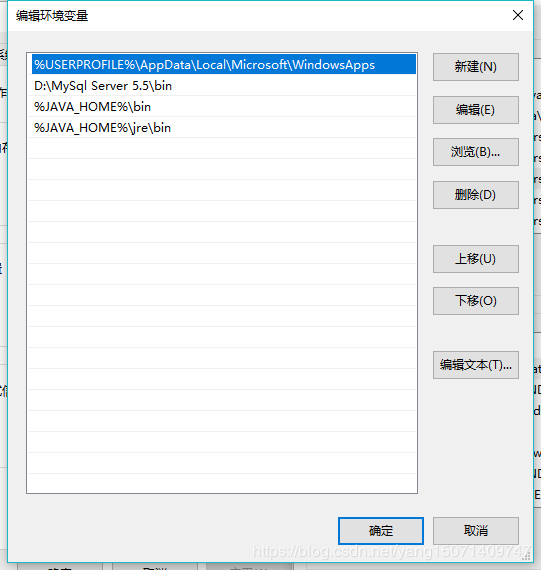 编辑环境变量
%USERPROFILE%\AppData\Local\Microsoft\WindowsApps
D:\MySql Server 5.5\bin
%JAVA_HOME%\bin
%JAVA_HOME%\jre\bin
新建(N)
编辑(E)
浏览(B)...
删除(D)
上移(U)
下移(O)
编辑文本(T)...
确定
取消
https://blog.csdn.net/yang15071409747